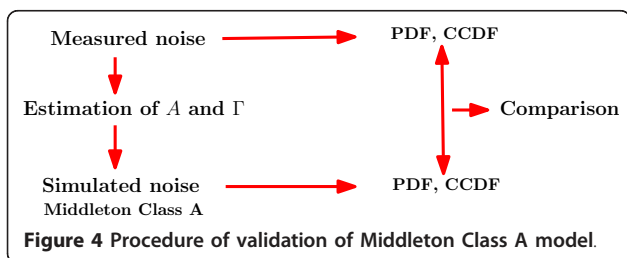 Measured noise
PDF, CCDF
Estimation of A and Γ
Comparison
Simulated noise
Middleton Class A
PDF, CCDF
Figure 4 Procedure of validation of Middleton Class A model.